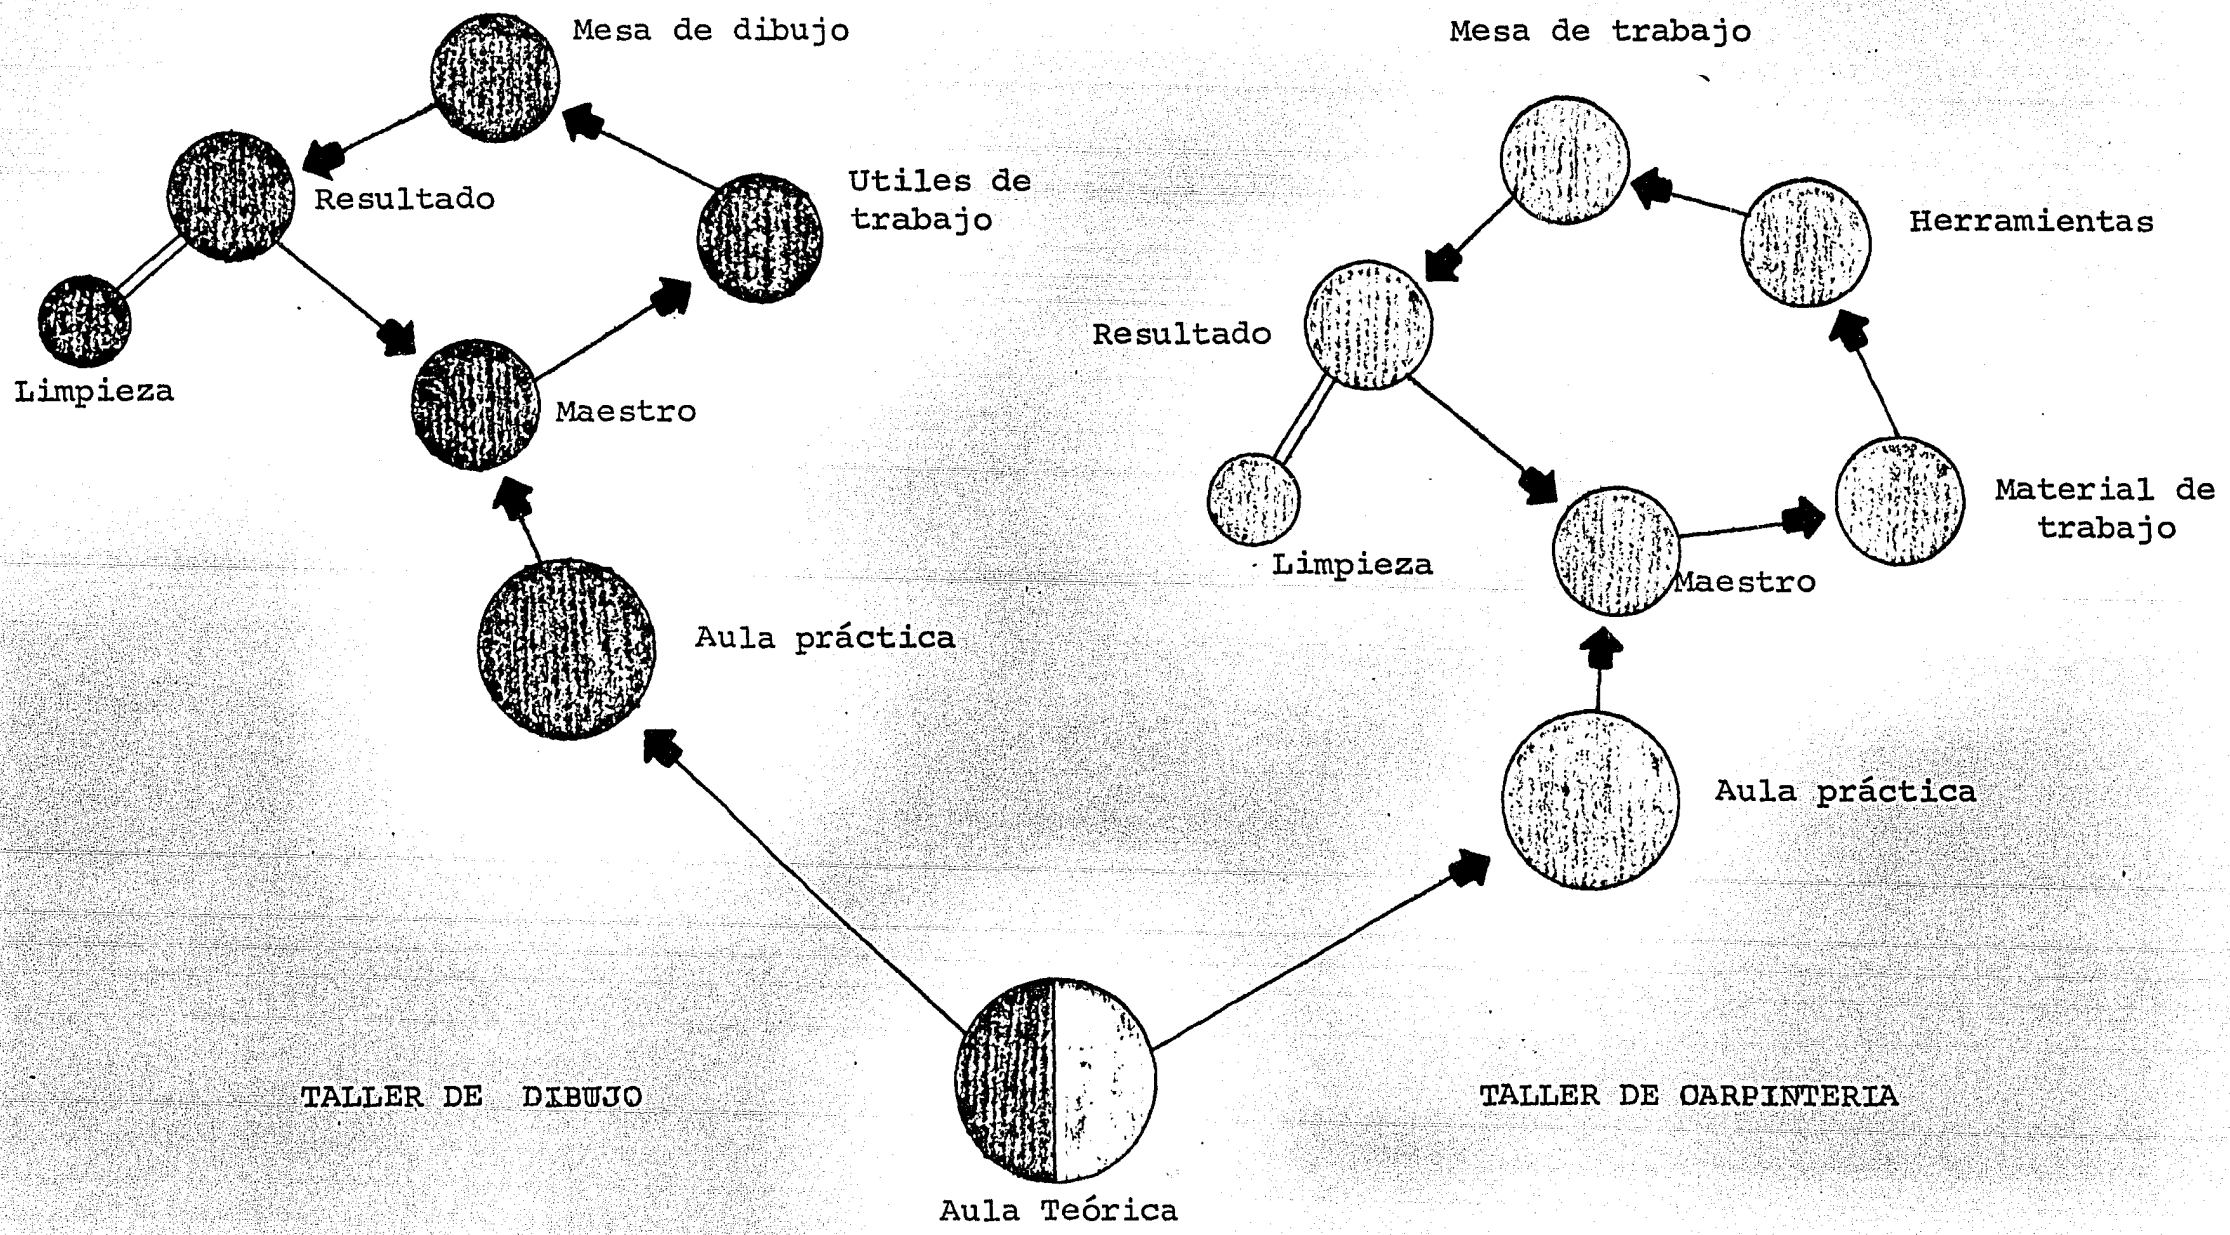 Mesa de dibujo
Resultado
Utiles de
trabajo
Limpieza
Maestro
Aula práctica
TALLER DE DIBUJO
Mesa de trabajo
Herramientas
Resultado
Limpieza
Maestro
Material de
trabajo
Aula práctica
TALLER DE CARPINTERIA
Aula Teórica